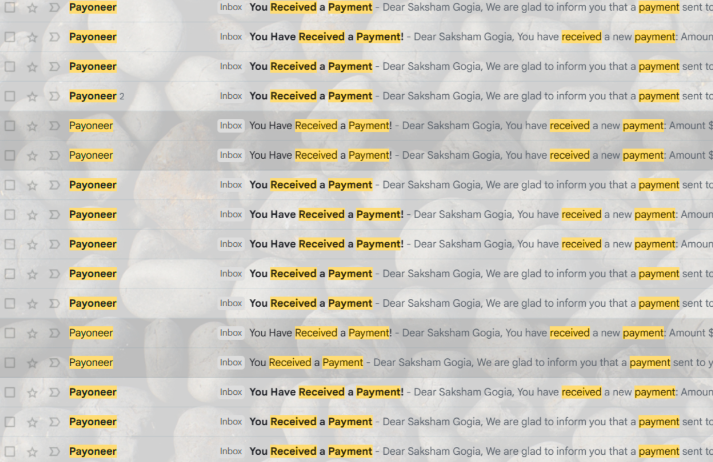 Payoneer Inbox You Received a Payment - Dear Saksham Gogia, We are glad to inform you that a payment sent to
Payoneer Inbox You Have Received a Payment! - Dear Saksham Gogia, You have received a new payment: Amoun
Payoneer Inbox You Received a Payment - Dear Saksham Gogia, We are glad to inform you that a payment sent to
Payoneer 2 Inbox You Received a Payment - Dear Saksham Gogia, We are glad to inform you that a payment sent to
Payoneer Inbox You Have Received a Payment! - Dear Saksham Gogia, You have received a new payment: Amount $
Payoneer Inbox You Have Received a Payment! - Dear Saksham Gogia, You have received a new payment: Amount $
Payoneer Inbox You Received a Payment - Dear Saksham Gogia, We are glad to inform you that a payment sent to
Payoneer Inbox You Have Received a Payment! - Dear Saksham Gogia, You have received a new payment: Amoun
Payoneer Inbox You Have Received a Payment! - Dear Saksham Gogia, You have received a new payment: Amoun
Payoneer Inbox You Received a Payment - Dear Saksham Gogia, We are glad to inform you that a payment sent to
Payoneer Inbox You Received a Payment - Dear Saksham Gogia, We are glad to inform you that a payment sent to
Payoneer Inbox You Have Received a Payment! - Dear Saksham Gogia, You have received a new payment: Amount $
Payoneer Inbox You Received a Payment - Dear Saksham Gogia, We are glad to inform you that a payment sent to y
Payoneer Inbox You Have Received a Payment! - Dear Saksham Gogia, You have received a new payment: Amoun
Payoneer Inbox You Received a Payment - Dear Saksham Gogia, We are glad to inform you that a payment sent to
Payoneer Inbox You Received a Payment - Dear Saksham Gogia, We are glad to inform you that a payment sent to